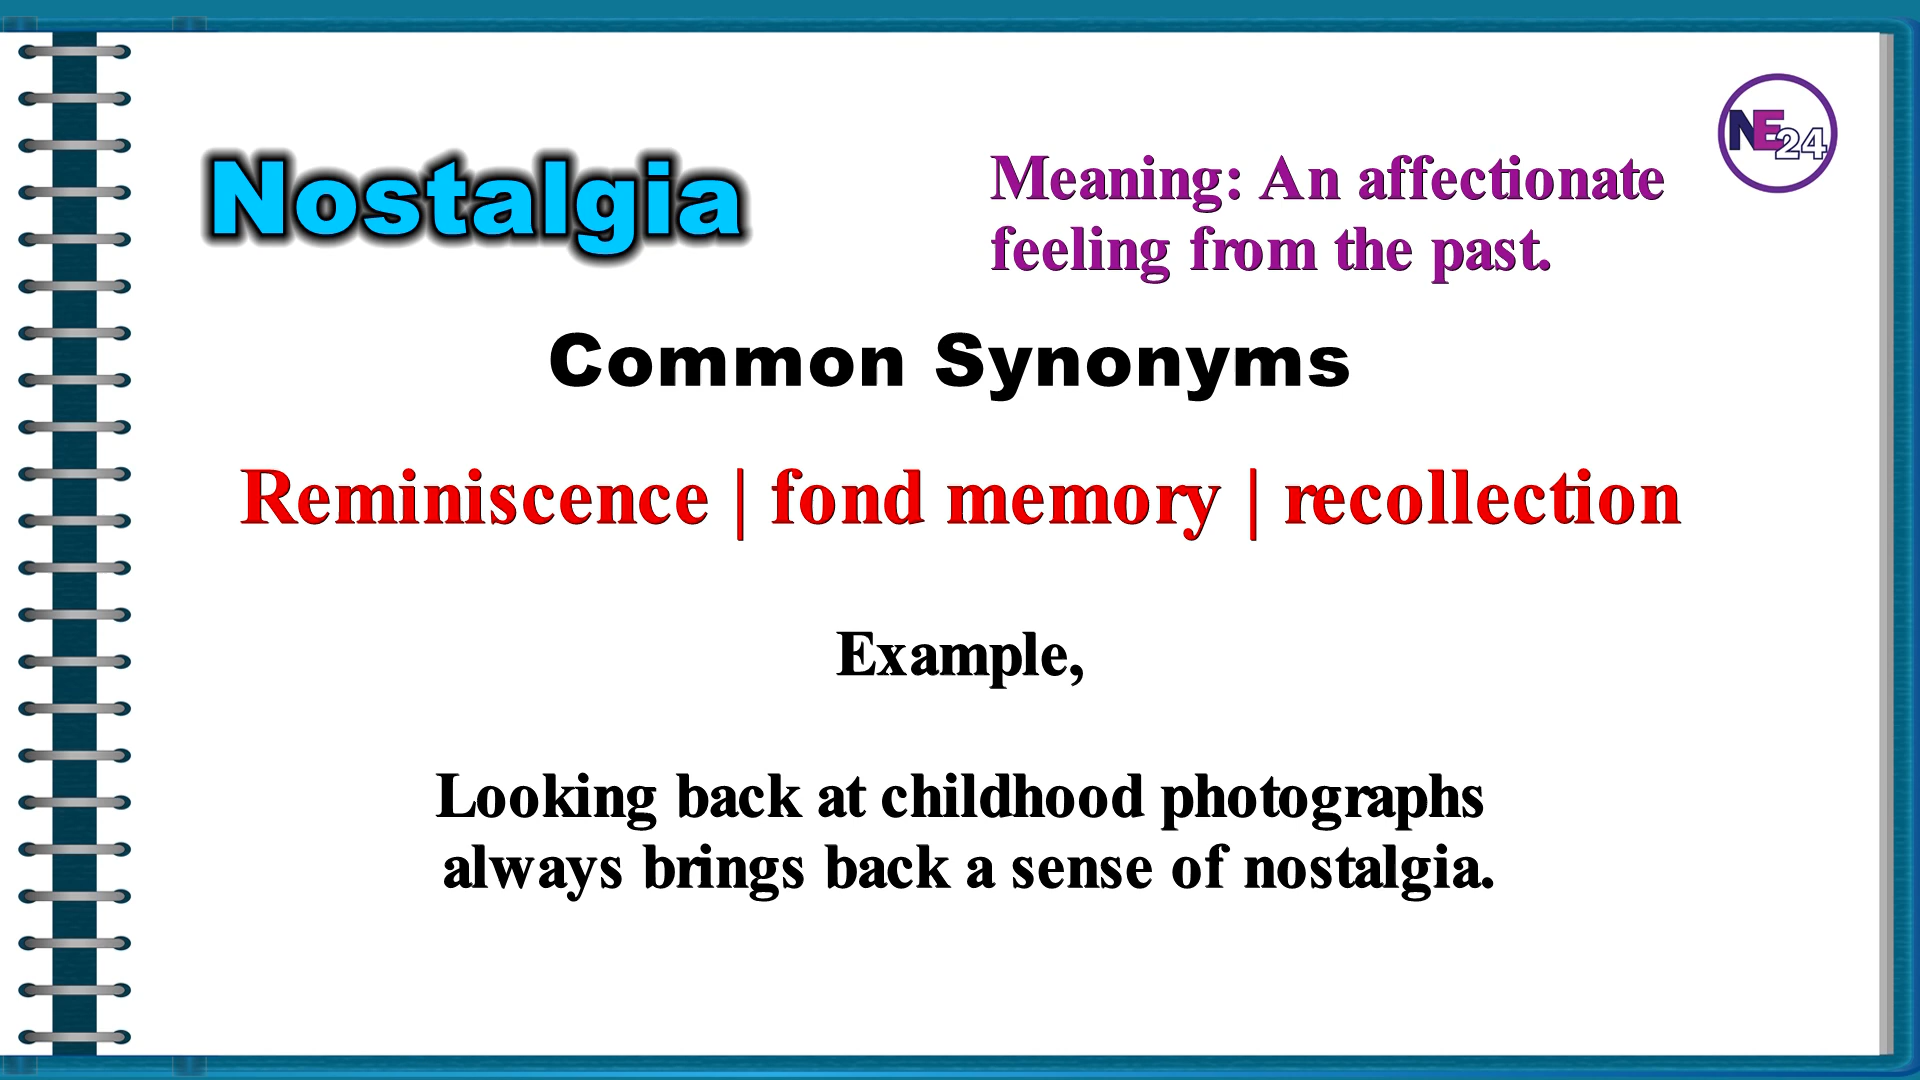 Nostalgia
Meaning: An affectionate
feeling from the past.
NE24
Common Synonyms
Reminiscence | fond memory | recollection
Example,
Looking back at childhood photographs
always brings back a sense of nostalgia.